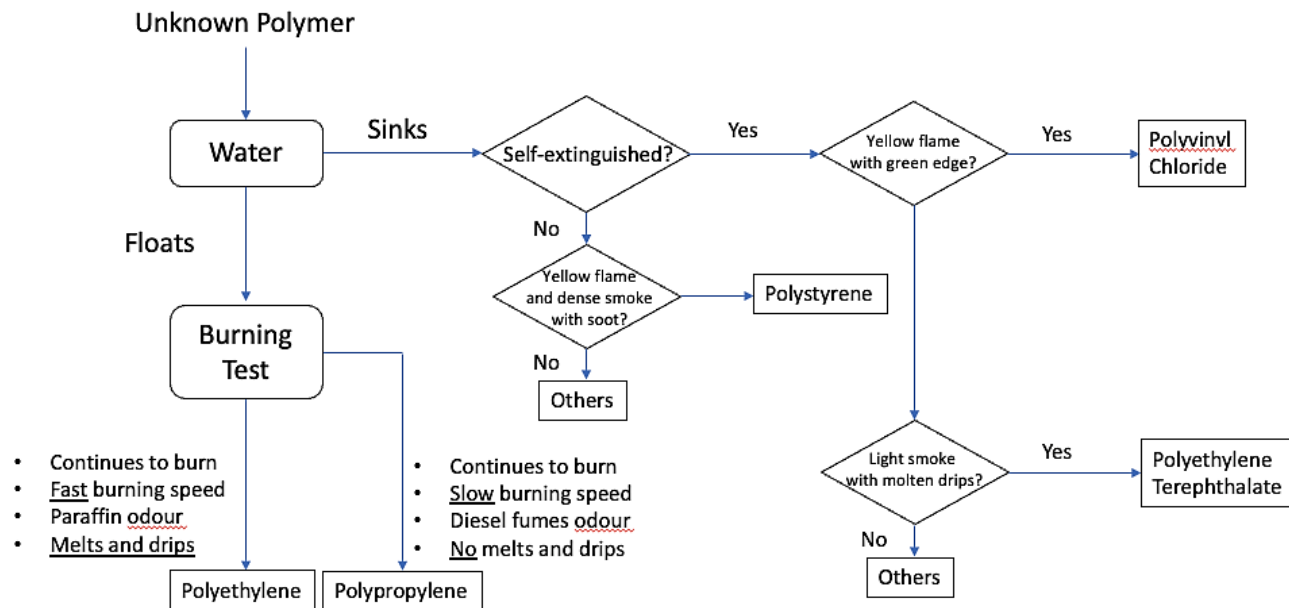 Unknown Polymer
Water
Sinks
Self-extinguished?
Yes
Yellow flame
with green edge?
Yes
Polyvinvl
Chloride
Floats
No
Yellow flame
and dense smoke
with soot?
Polystyrene
No
Others
Burning
Test
• Continues to burn
• Fast burning speed
• Paraffin odour
• Melts and drips
• Continues to burn
• Slow burning speed
• Diesel fumes odour
• No melts and drips
Light smoke
with molten drips?
Yes
Polyethylene
Terephthalate
No
Others
Polyethylene
Polypropylene